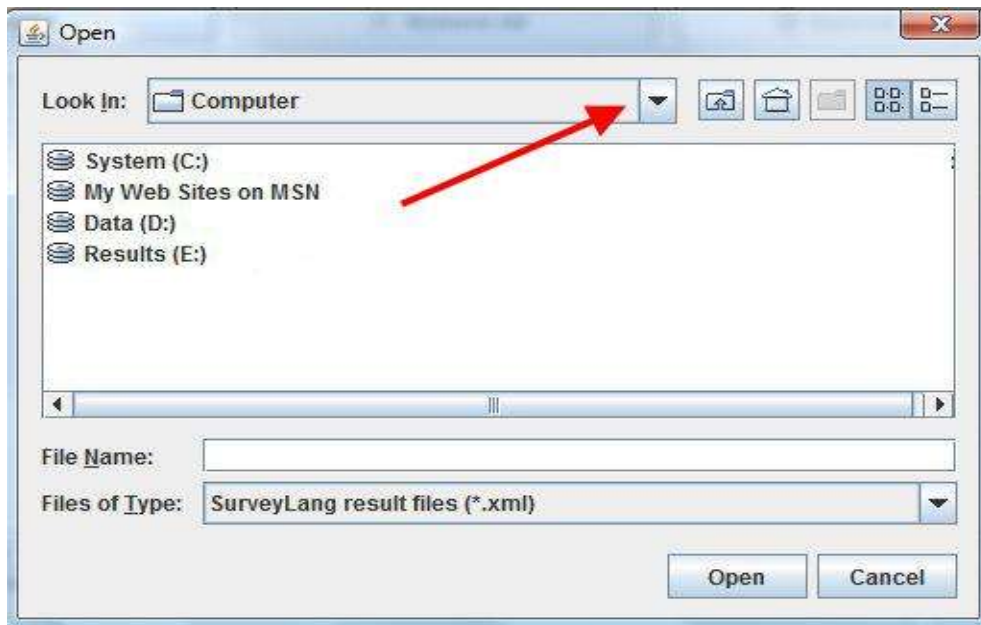 Open
Look In: Computer
System (C:)
My Web Sites on MSN
Data (D:)
Results (E:)
File Name:
Files of Type: SurveyLang result files (*.xml)
Open Cancel